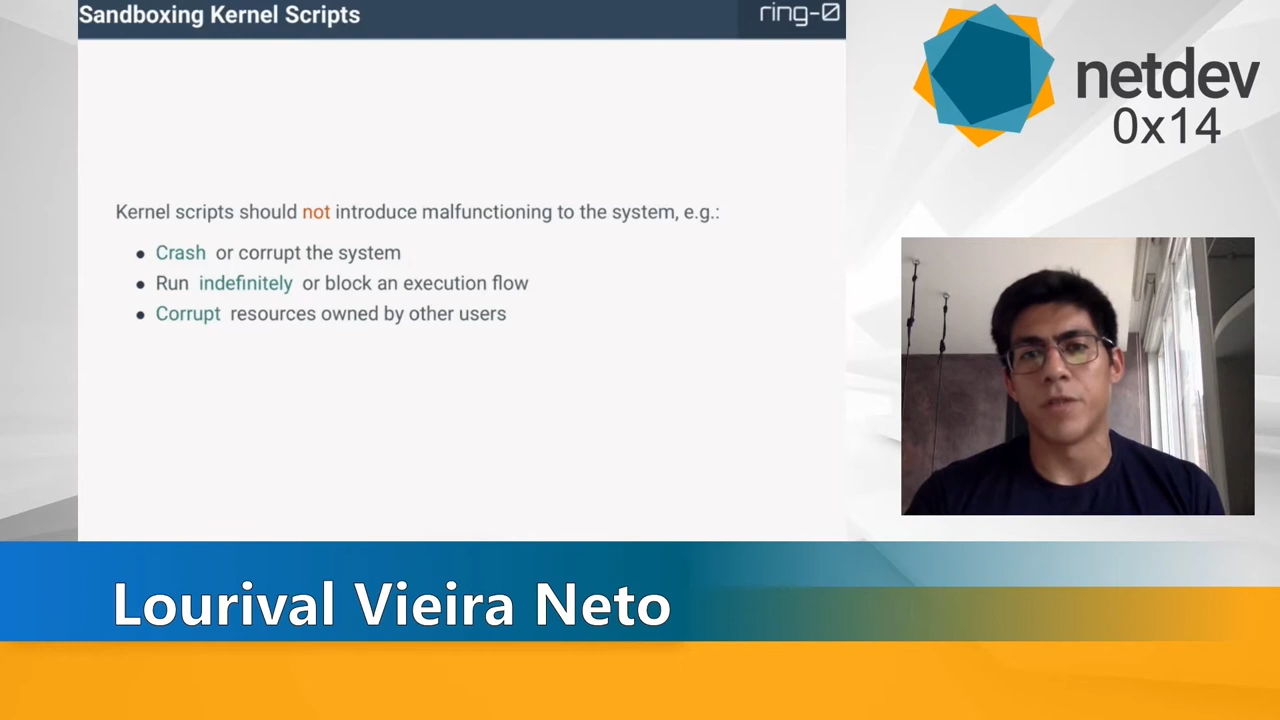 Sandboxing Kernel Scripts
ring-0
netdev
0x14
Kernel scripts should not introduce malfunctioning to the system, e.g.:
● Crash or corrupt the system
● Run indefinitely or block an execution flow
● Corrupt resources owned by other users
Lourival Vieira Neto